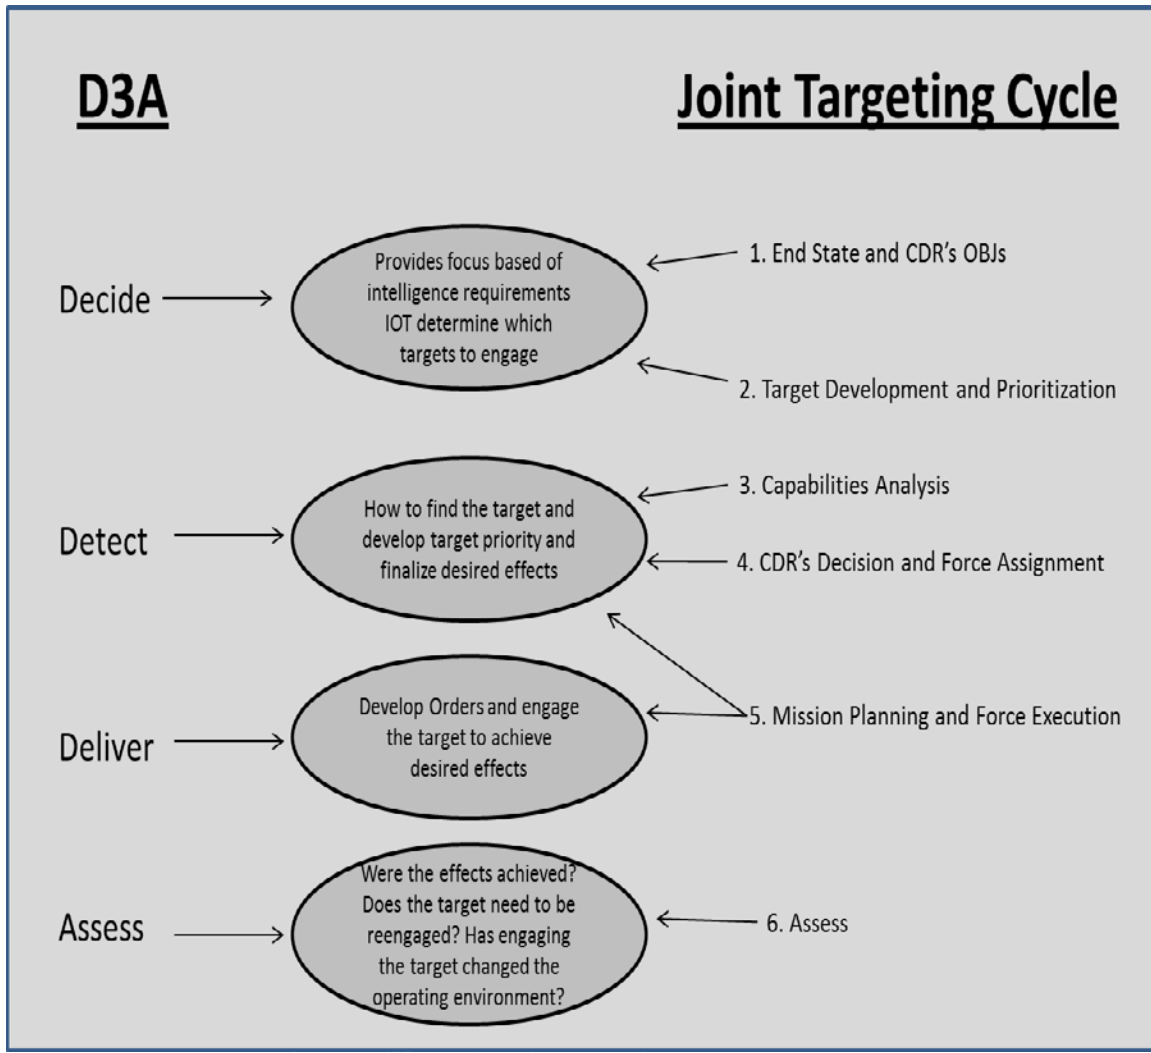 D3A
Joint Targeting Cycle
Decide
Provides focus based of
intelligence requirements
IOT determine which
targets to engage
1. End State and CDR's OBJs
2. Target Development and Prioritization
Detect
How to find the target and
develop target priority and
finalize desired effects
3. Capabilities Analysis
4. CDR's Decision and Force Assignment
Deliver
Develop Orders and engage
the target to achieve
desired effects
5. Mission Planning and Force Execution
Assess
Were the effects achieved?
Does the target need to be
reengaged? Has engaging
the target changed the
operating environment?
6. Assess